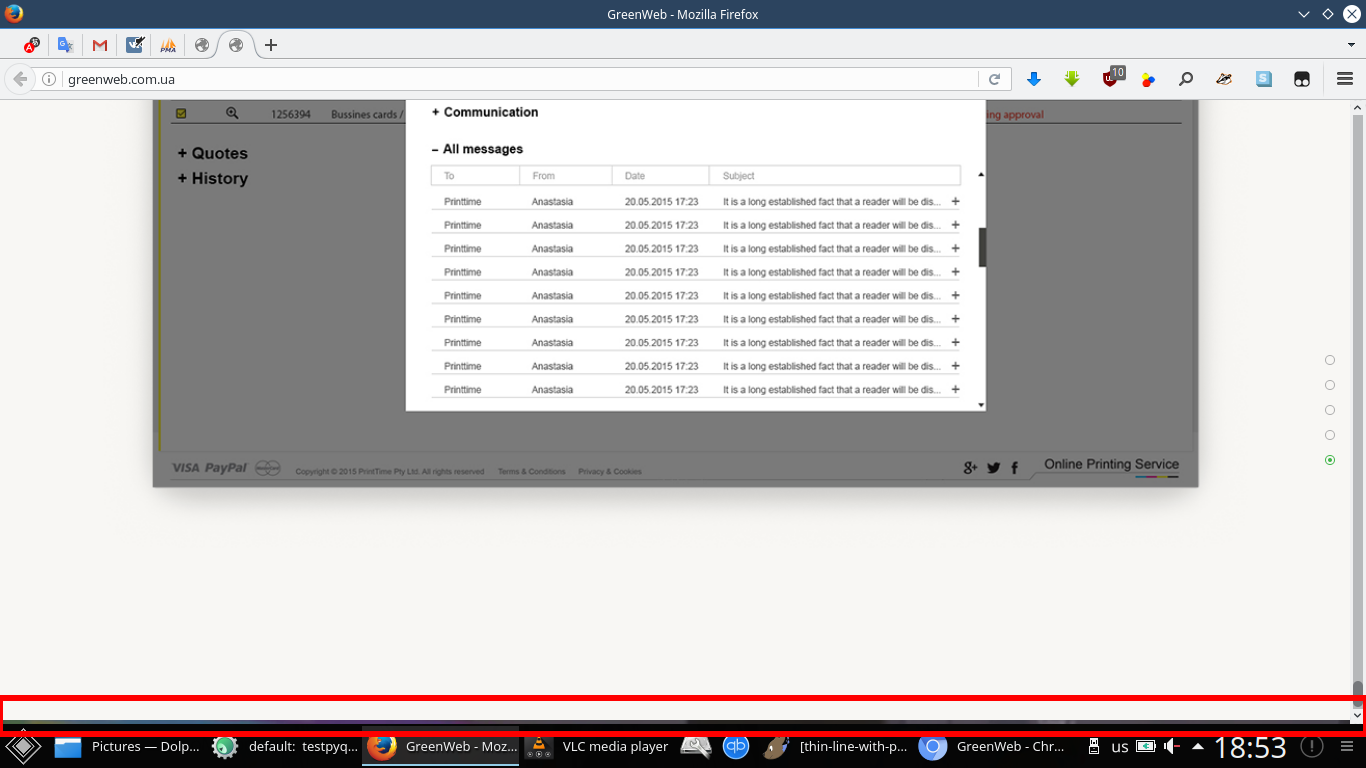 GreenWeb - Mozilla Firefox
greenweb.com.ua
10
S
+ Communication
1256394 Bussines cards / ing approval
+ Quotes
– All messages
+ History
To From Date Subject
Printtime Anastasia 20.05.2015 17:23 It is a long established fact that a reader will be dis... +
Printtime Anastasia 20.05.2015 17:23 It is a long established fact that a reader will be dis... +
Printtime Anastasia 20.05.2015 17:23 It is a long established fact that a reader will be dis... +
Printtime Anastasia 20.05.2015 17:23 It is a long established fact that a reader will be dis... +
Printtime Anastasia 20.05.2015 17:23 It is a long established fact that a reader will be dis... +
Printtime Anastasia 20.05.2015 17:23 It is a long established fact that a reader will be dis... +
Printtime Anastasia 20.05.2015 17:23 It is a long established fact that a reader will be dis... +
Printtime Anastasia 20.05.2015 17:23 It is a long established fact that a reader will be dis... +
Printtime Anastasia 20.05.2015 17:23 It is a long established fact that a reader will be dis... +
VISA PayPal Copyright © 2015 PrintTime Pty Ltd. All rights reserved Terms & Conditions Privacy & Cookies g+ f Online Printing Service
Pictures — Dolp... default: testpyq... GreenWeb - Moz... VLC media player qb [thin-line-with-p... GreenWeb - Chr... us 18:53